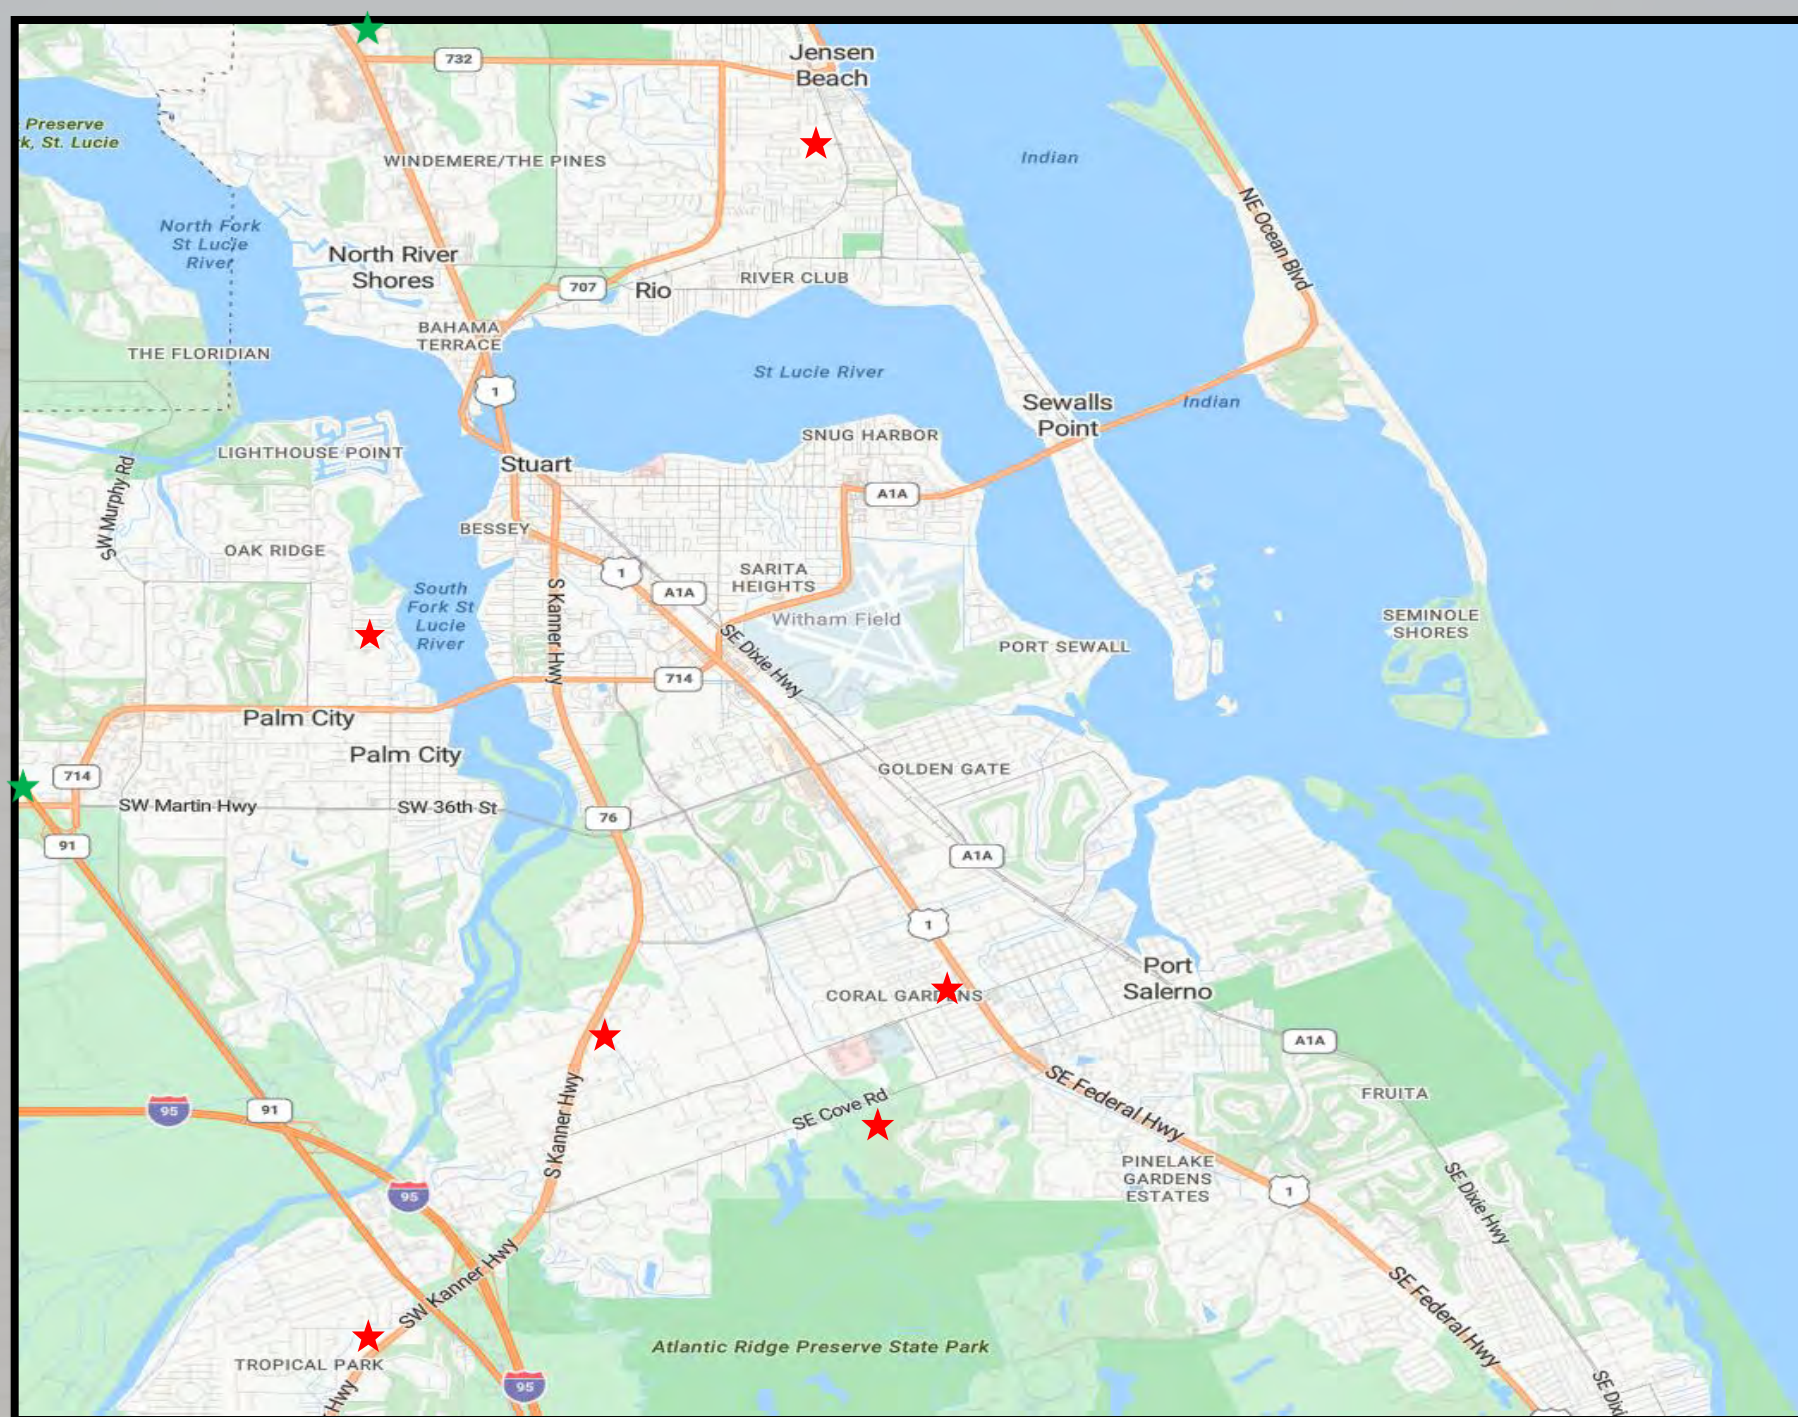 732
Jensen
Beach
Preserve
k, St. Lucie
WINDEMERE/THE PINES
Indian
North Fork
St Lucie
River
NE Ocean Blvd
North River
Shores
707
Rio
RIVER CLUB
BAHAMA
TERRACE
THE FLORIDIAN
St Lucie River
1
Sewalls
Point
Indian
SNUG HARBOR
LIGHTHOUSE POINT
Stuart
SW Murphy Rd
A1A
BESSEY
OAK RIDGE
1
SARITA
HEIGHTS
A1A
South
Fork St
Lucie
River
S Kanner Hwy
Witham Field
SEMINOLE
SHORES
SE Dixie Hwy
PORT SEWALL
714
Palm City
Palm City
GOLDEN GATE
714
SW Martin Hwy
SW 36th St
76
91
A1A
1
Port
Salerno
CORAL GARDENS
A1A
SE Federal Hwy
FRUITA
95
91
SE Cove Rd
S Kanner Hwy
PINELAKE
GARDENS
ESTATES
95
1
SE Dixie Hwy
SW Kanner Hwy
SE Federal Hwy
Atlantic Ridge Preserve State Park
TROPICAL PARK
95
Hwy
SE Dixi